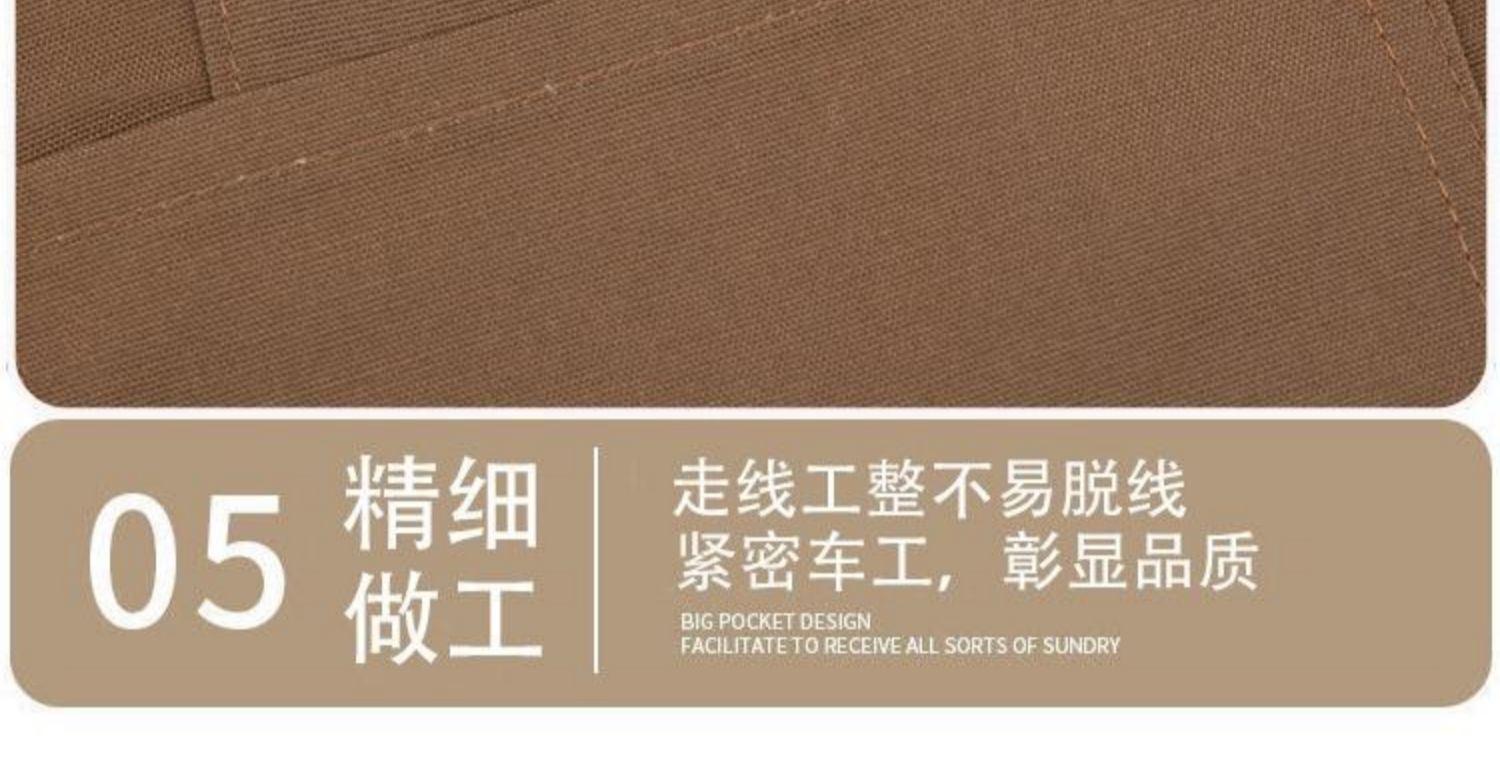 05
精细
做工
走线工整不易脱线
紧密车工，彰显品质
BIG POCKET DESIGN
FACILITATE TO RECEIVE ALL SORTS OF SUNDRY